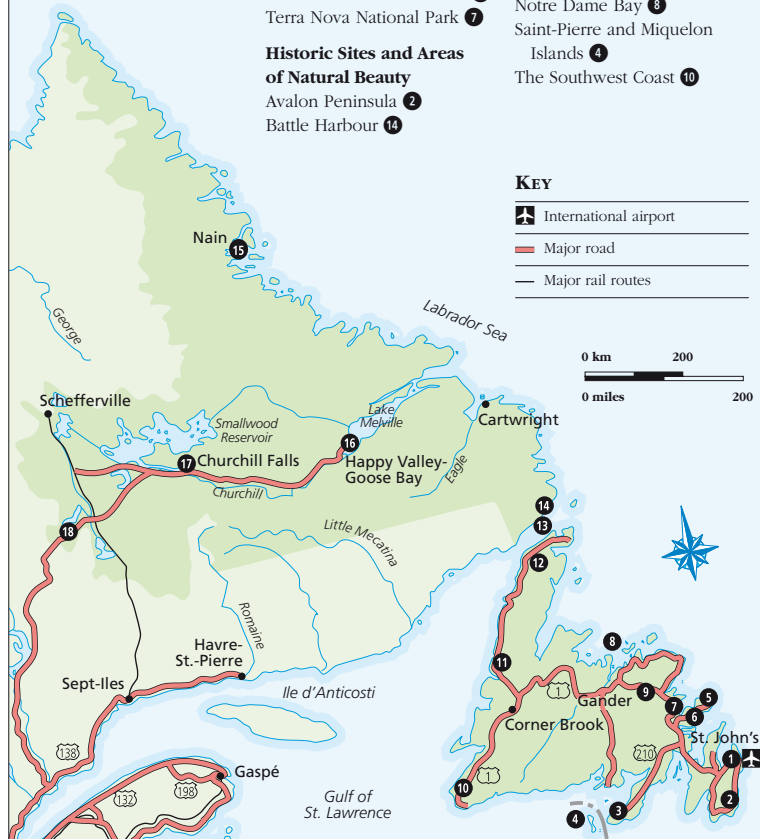 Terra Nova National Park 7
Historic Sites and Areas
of Natural Beauty
Avalon Peninsula 2
Battle Harbour 14
Notre Dame Bay 8
Saint-Pierre and Miquelon
Islands 4
The Southwest Coast 10
KEY
International airport
Major road
Major rail routes
0 km 200
0 miles 200
Nain
15
George
Labrador Sea
Schefferville
Smallwood
Reservoir
Lake
Melville
Cartwright
16
17 Churchill Falls
Happy Valley-
Goose Bay
Eagle
Churchill
14
13
18
Little Mecatina
12
Romaine
Havre-
St.-Pierre
8
11
Sept-Iles
Ile d'Anticosti
1
Gander
9
7
5
6
Corner Brook
St. John's
138
210
1
Gaspé
1
10
198
132
Gulf of
St. Lawrence
2
3
4